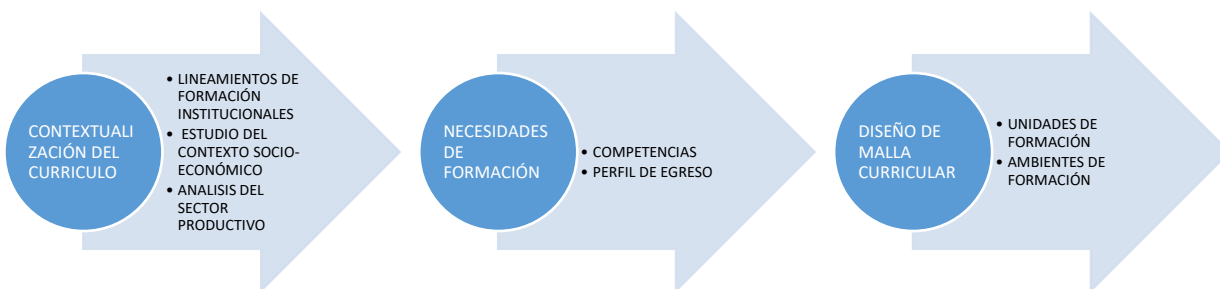 CONTEXTUALI
ZACIÓN DEL
CURRICULO
• LINEAMIENTOS DE
FORMACIÓN
INSTITUCIONALES
• ESTUDIO DEL
CONTEXTO SOCIO-
ECONÓMICO
• ANALISIS DEL
SECTOR
PRODUCTIVO
NECESIDADES
DE
FORMACIÓN
• COMPETENCIAS
• PERFIL DE EGRESO
DISEÑO DE
MALLA
CURRICULAR
• UNIDADES DE
FORMACIÓN
• AMBIENTES DE
FORMACIÓN